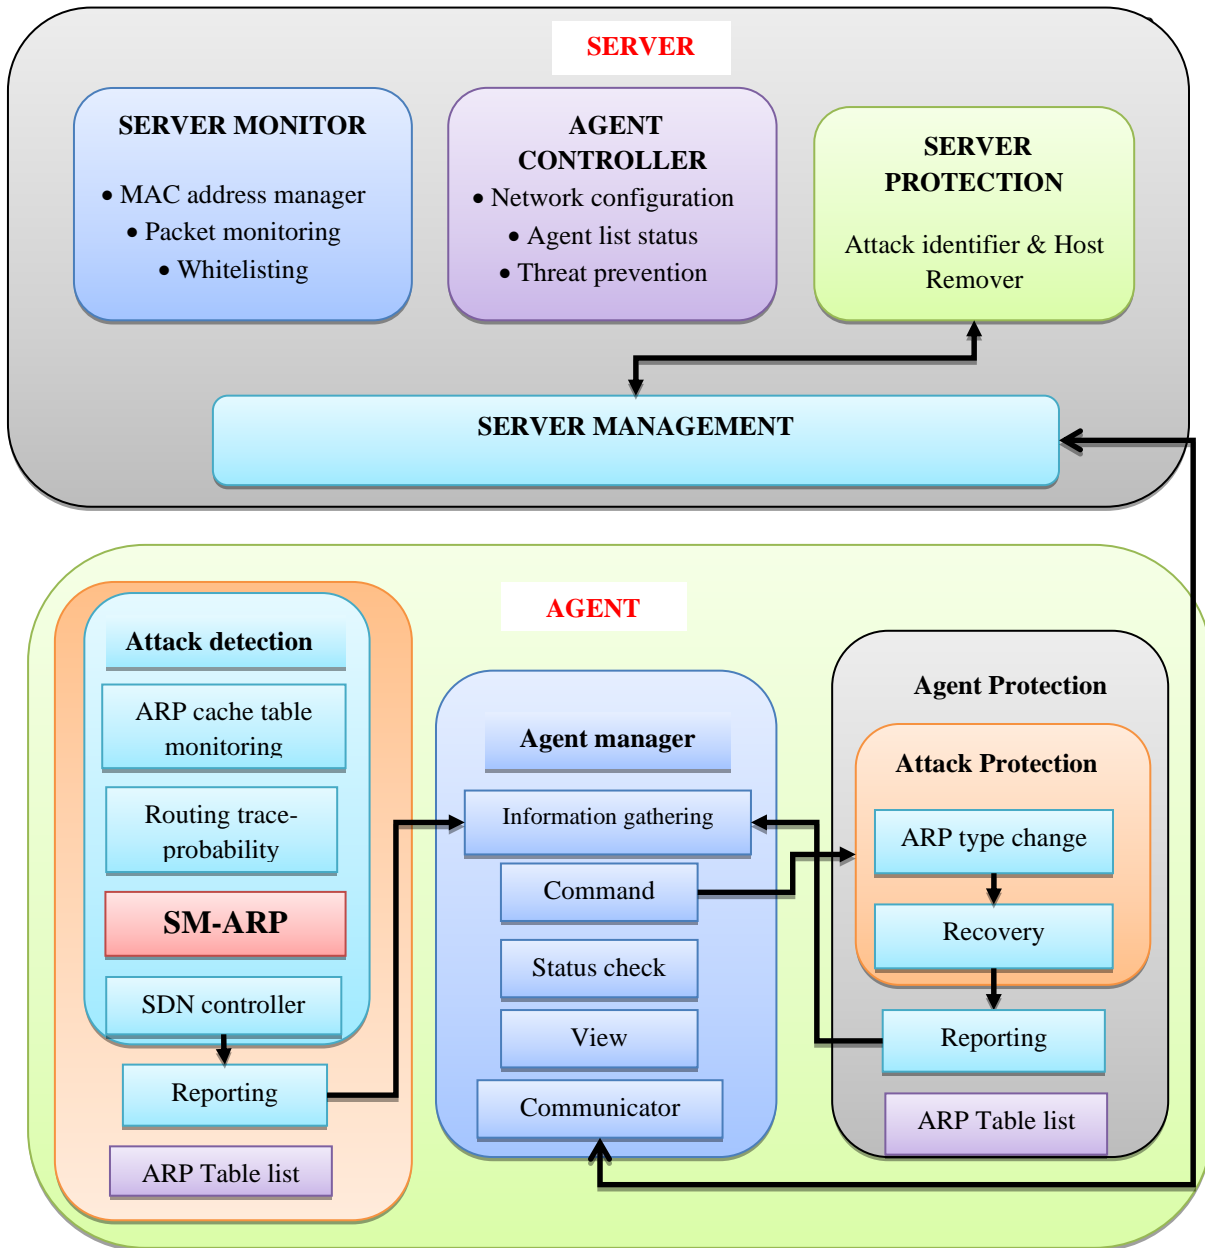 SERVER
SERVER MONITOR
• MAC address manager
• Packet monitoring
• Whitelisting
AGENT
CONTROLLER
• Network configuration
• Agent list status
• Threat prevention
SERVER
PROTECTION
Attack identifier & Host
Remover
SERVER MANAGEMENT
AGENT
Attack detection
ARP cache table
monitoring
Routing trace-
probability
SM-ARP
SDN controller
Reporting
ARP Table list
Agent manager
Information gathering
Command
Status check
View
Communicator
Agent Protection
Attack Protection
ARP type change
Recovery
Reporting
ARP Table list